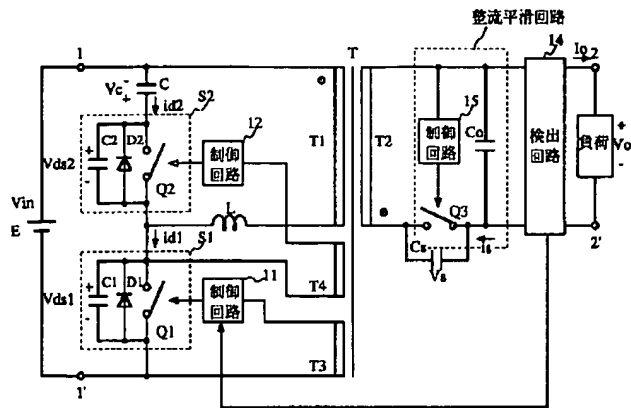 整流平滑回路
14
Io
2
1
T
Vc
-
+
C
id2
S2
12
T1
T2
15
制御
回路
Co
検出
回路
負荷
+
Vo
-
+
Vds2
-
C2
D2
Q2
制御
回路
Vin
E
L
Q3
Cs
Vs
Is
2'
id1
S1
11
+
Vds1
-
C1
D1
Q1
制御
回路
T4
T3
1'